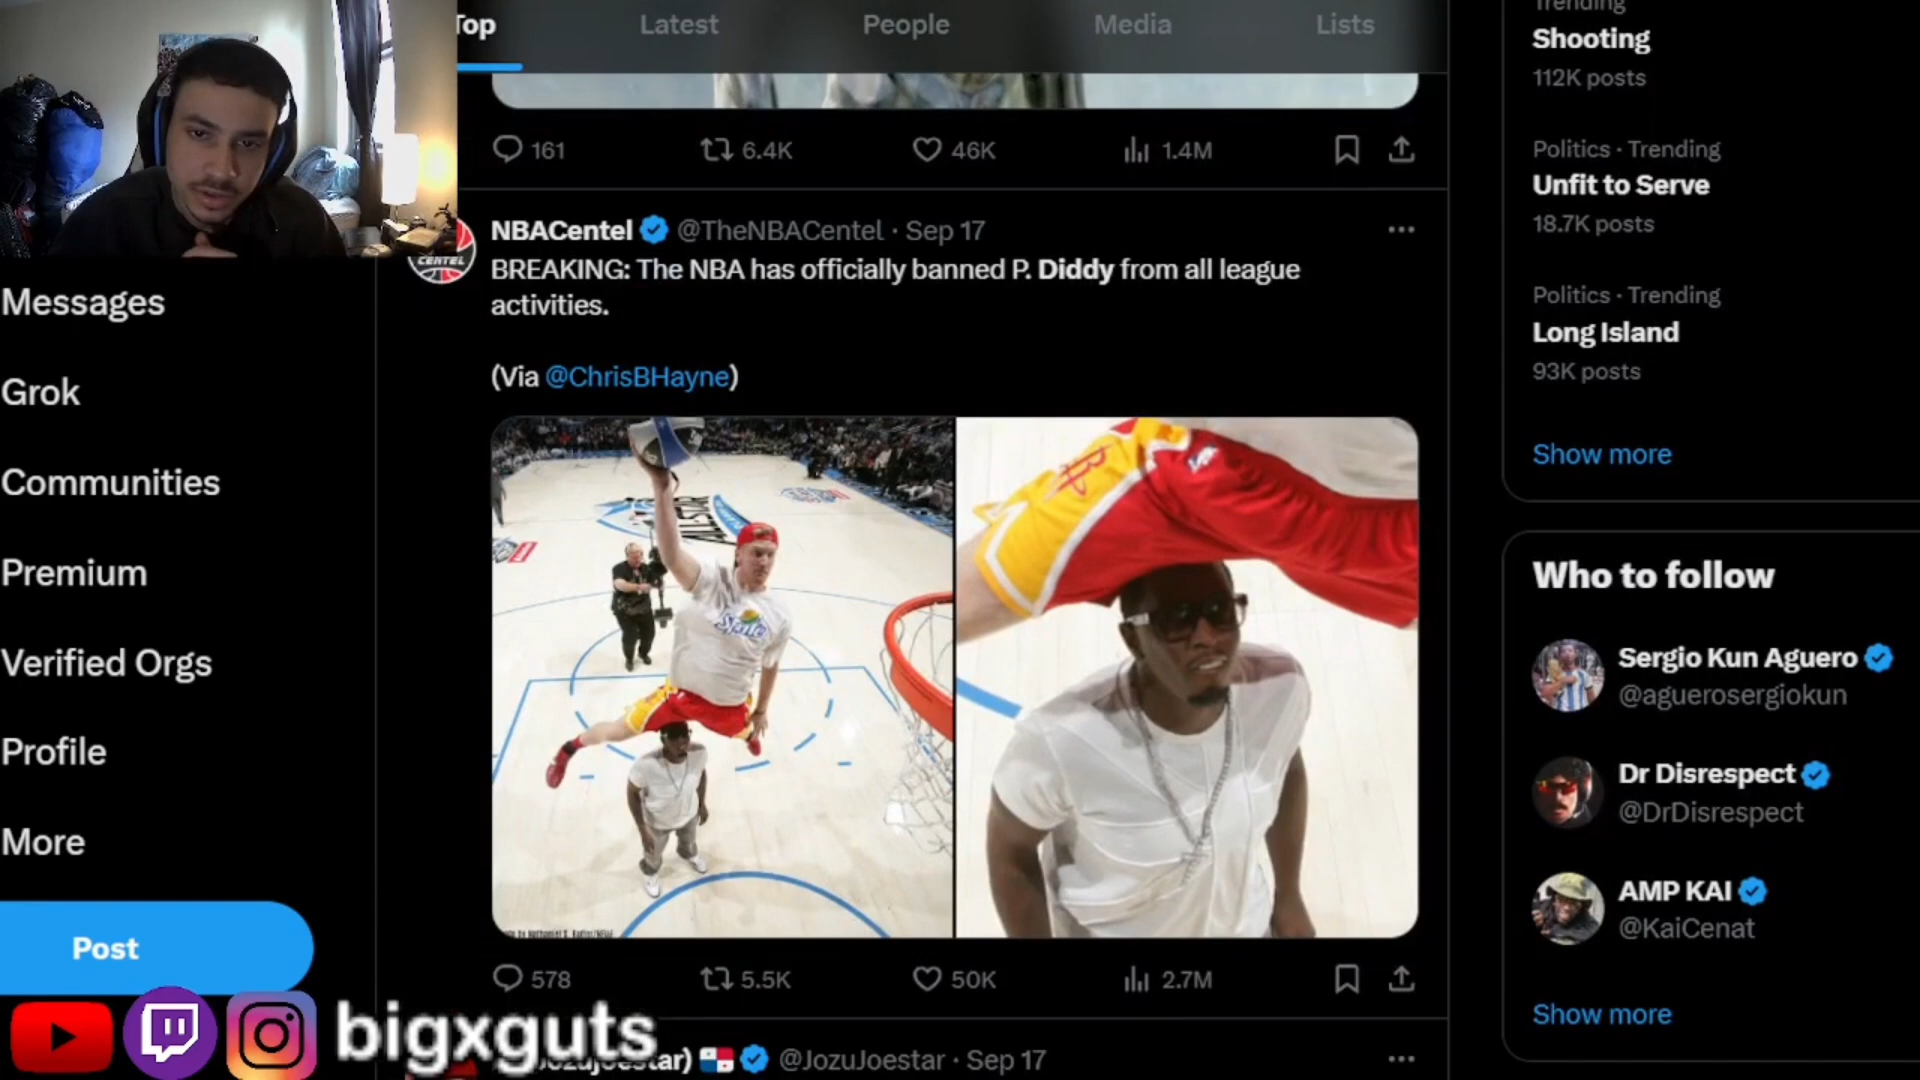 Top
Latest
People
Media
Lists
161
6.4K
46K
1.4M
NBACentel @TheNBACentel · Sep 17
BREAKING: The NBA has officially banned P. Diddy from all league
activities.
(Via @ChrisBHayne)
CENTEL
Sprite
578
5.5K
50K
2.7M
@JozuJoestar · Sep 17
Messages
Grok
Communities
Premium
Verified Orgs
Profile
More
Post
bigxguts
Trending
Shooting
112K posts
Politics · Trending
Unfit to Serve
18.7K posts
Politics · Trending
Long Island
93K posts
Show more
Who to follow
Sergio Kun Aguero
@aguerosergiokun
Dr Disrespect
@DrDisrespect
AMP KAI
@KaiCenat
Show more